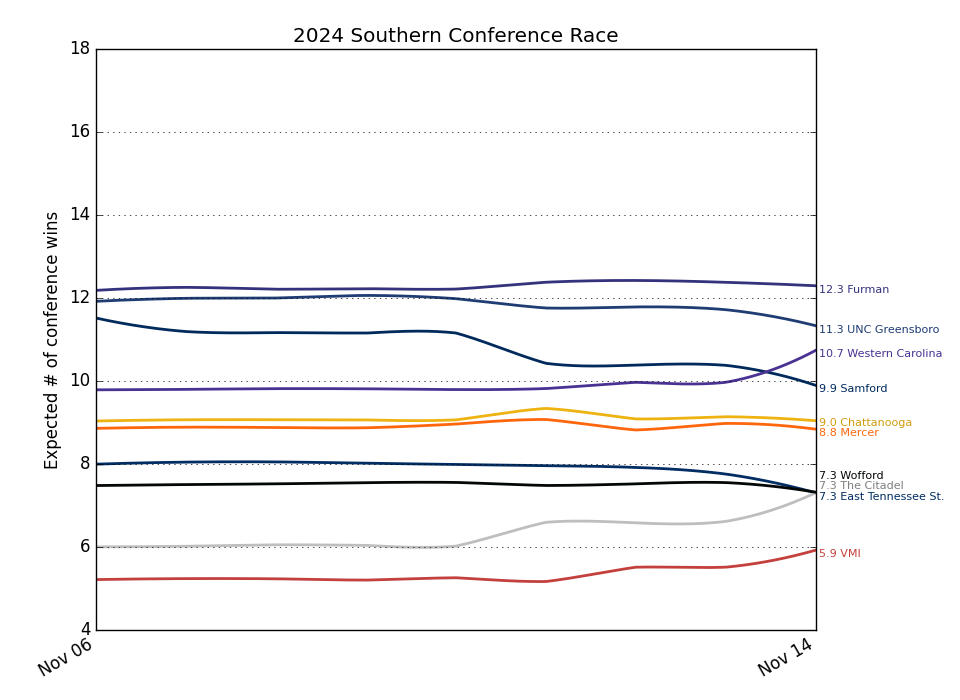 2024 Southern Conference Race
Expected # of conference wins
18
16
14
12
10
8
6
4
Nov 06
Nov 14
12.3 Furman
11.3 UNC Greensboro
10.7 Western Carolina
9.9 Samford
9.0 Chattanooga
8.8 Mercer
7.3 Wofford
7.3 The Citadel
7.3 East Tennessee St.
5.9 VMI